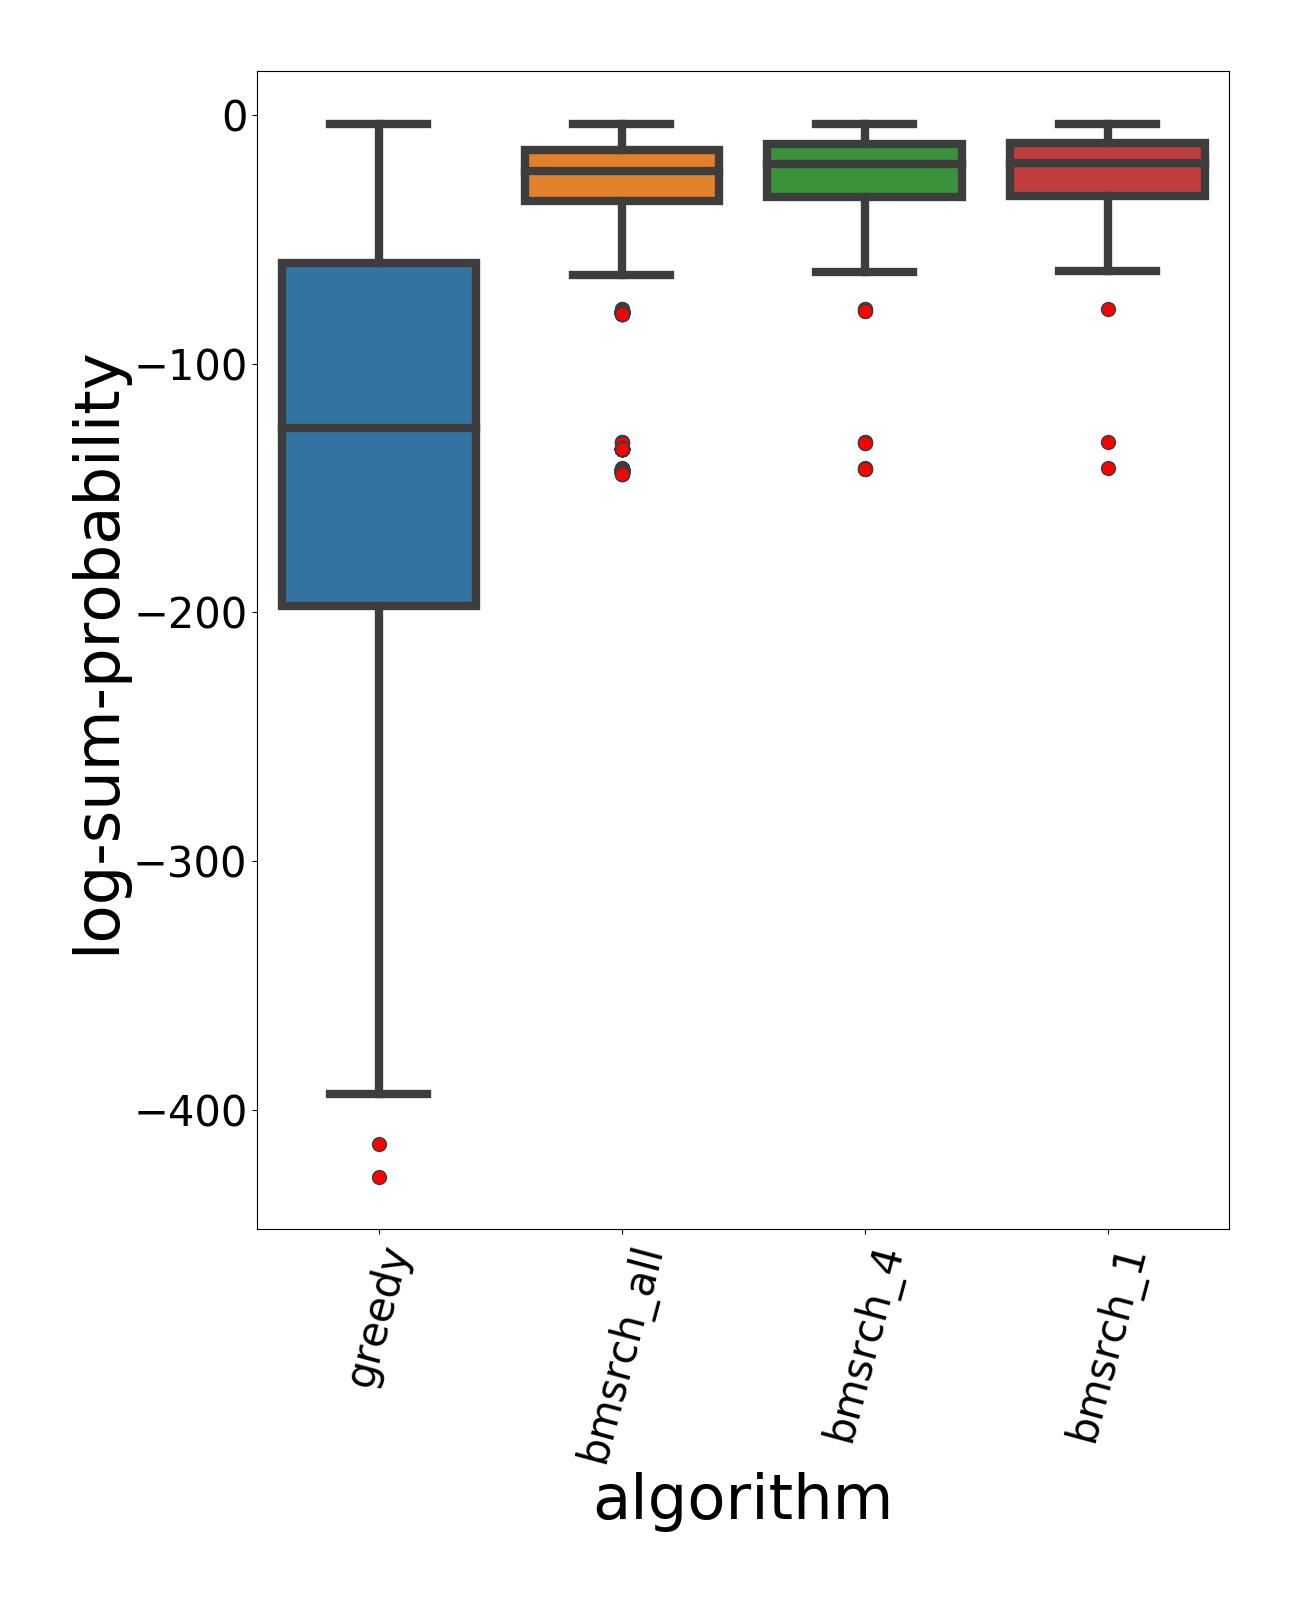 log-sum-probability
0
−100
−200
−300
−400
greedy
bmsrch_all
bmsrch_4
bmsrch_1
algorithm